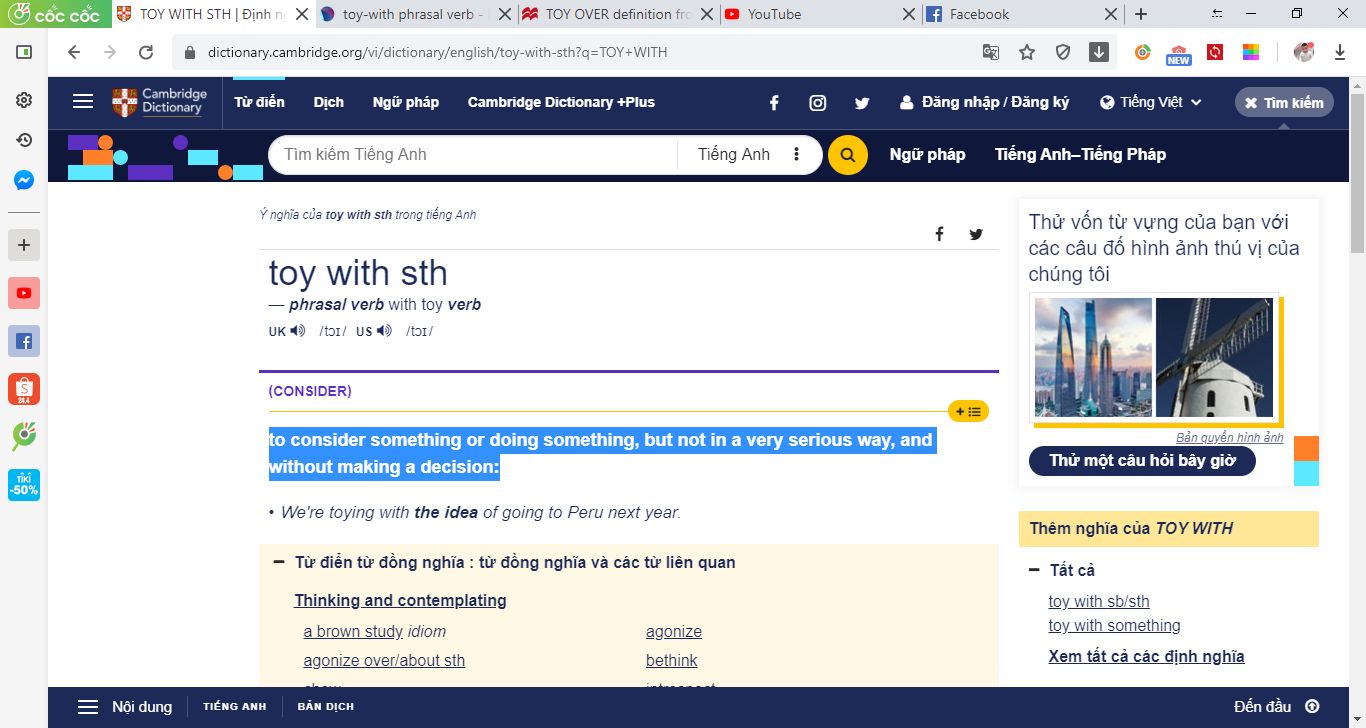 cốc cốc
TOY WITH STH | Định n
toy-with phrasal verb -
TOY OVER definition fro
YouTube
Facebook
dictionary.cambridge.org/vi/dictionary/english/toy-with-sth?q=TOY+WITH
NEW
Cambridge
Dictionary
Từ điển
Dịch
Ngữ pháp
Cambridge Dictionary +Plus
Đăng nhập / Đăng ký
Tiếng Việt
Tìm kiếm
Tìm kiếm Tiếng Anh
Tiếng Anh
Ngữ pháp
Tiếng Anh–Tiếng Pháp
Ý nghĩa của toy with sth trong tiếng Anh
toy with sth
— phrasal verb with toy verb
UK /tɔɪ/ US /tɔɪ/
(CONSIDER)
to consider something or doing something, but not in a very serious way, and
without making a decision:
• We're toying with the idea of going to Peru next year.
Từ điển từ đồng nghĩa : từ đồng nghĩa và các từ liên quan
Thinking and contemplating
a brown study idiom
agonize
agonize over/about sth
bethink
Thử vốn từ vựng của bạn với
các câu đố hình ảnh thú vị của
chúng tôi
Bản quyền hình ảnh
Thử một câu hỏi bây giờ
Thêm nghĩa của TOY WITH
Tất cả
toy with sb/sth
toy with something
Xem tất cả các định nghĩa
24.4
TIKI
-50%
Nội dung
TIẾNG ANH
BẢN DỊCH
Đến đầu